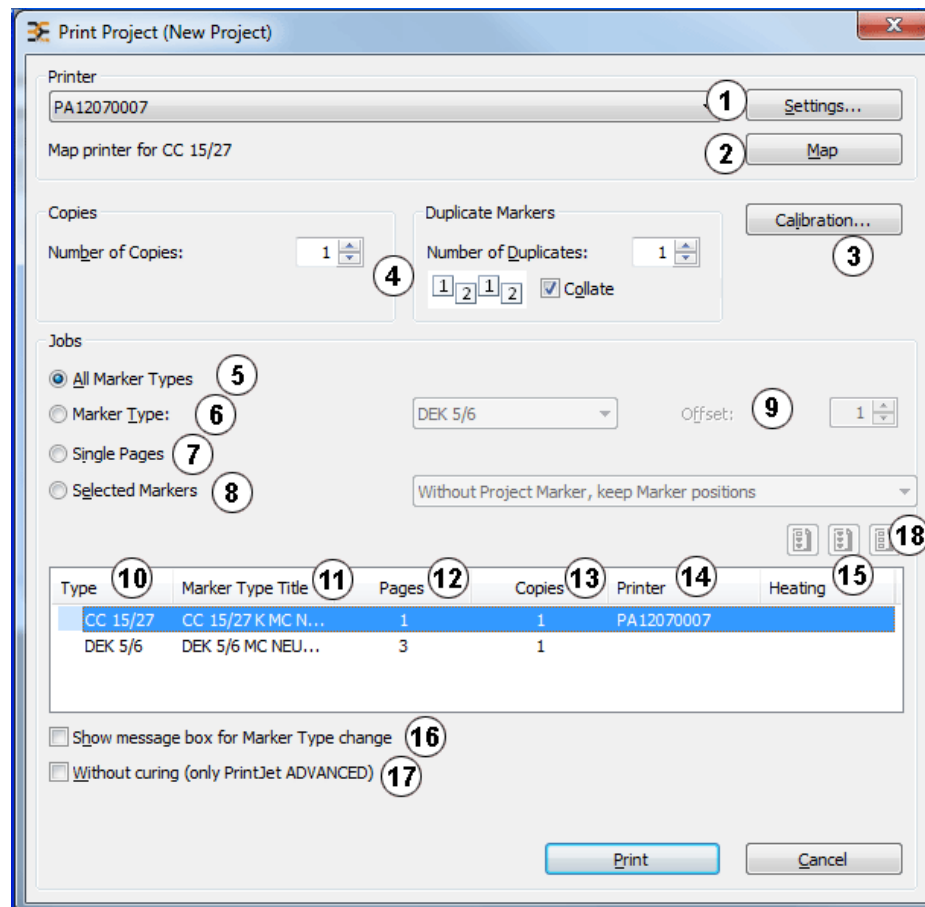 Print Project (New Project)
Printer
PA12070007 1 Settings...
Map printer for CC 15/27 2 Map
Copies Duplicate Markers Calibration...
Number of Copies: 1 4 Number of Duplicates: 1 3
1 2 1 2 Collate
Jobs
All Marker Types 5
Marker Type: 6 DEK 5/6 Offset: 9 1
Single Pages 7
Selected Markers 8 Without Project Marker, keep Marker positions
18
Type 10 Marker Type Title 11 Pages 12 Copies 13 Printer 14 Heating 15
CC 15/27 CC 15/27 K MC N... 1 1 PA12070007
DEK 5/6 DEK 5/6 MC NEU... 3 1
Show message box for Marker Type change 16
Without curing (only PrintJet ADVANCED) 17
Print Cancel